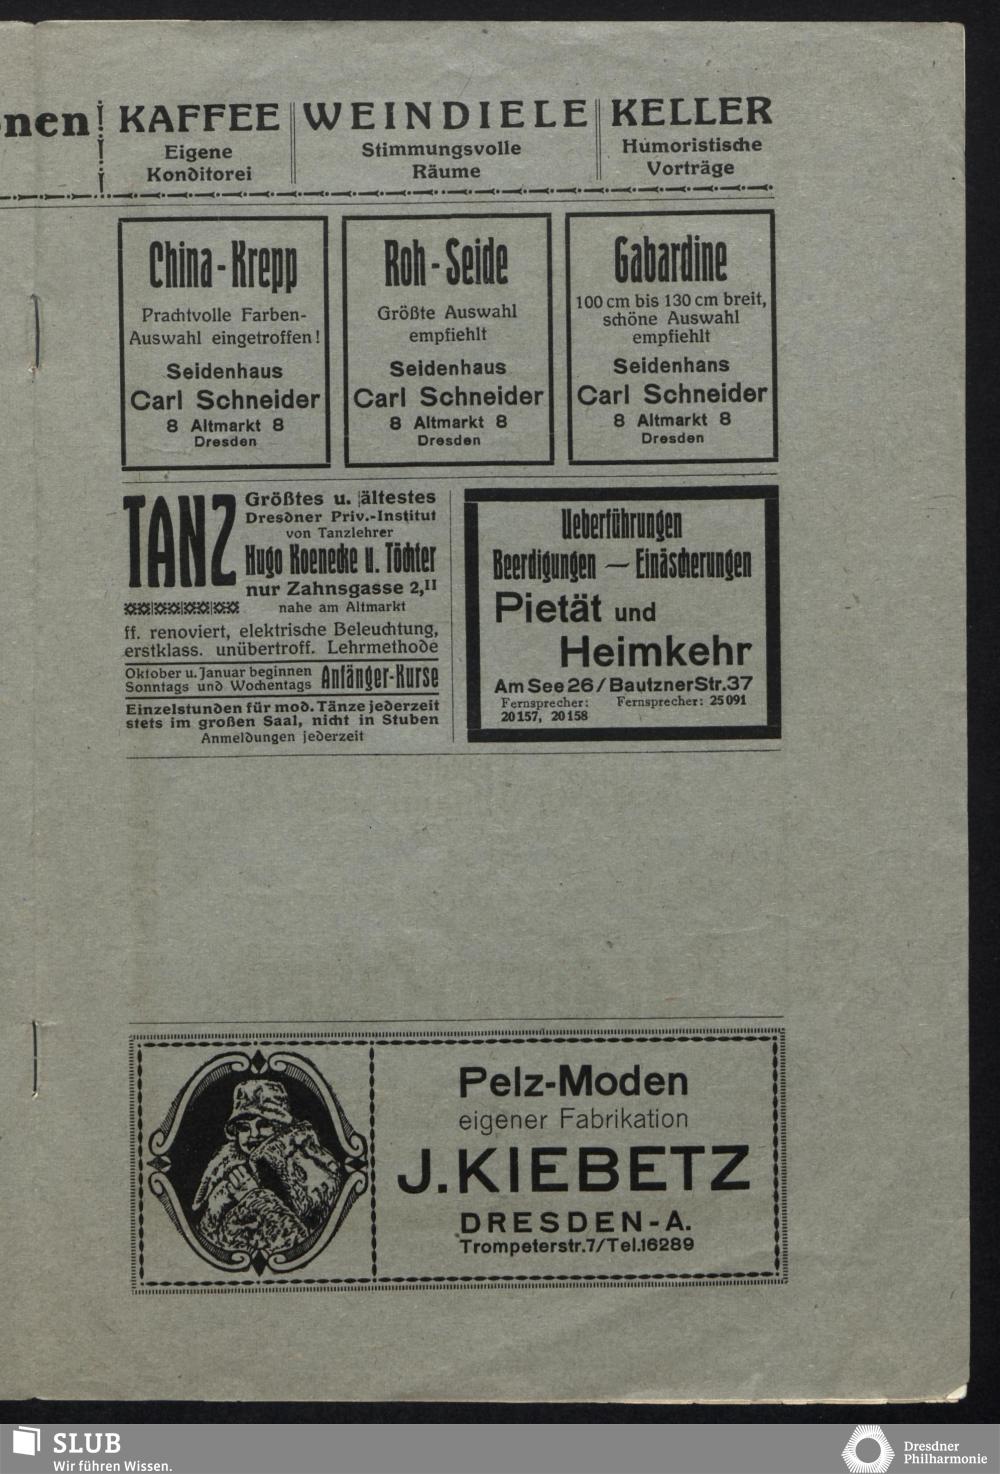 nen!
KAFFEE
Eigene
Konditorei
WEINDIELE
Stimmungsvolle
Räume
KELLER
Humoristische
Vorträge
China-Krepp
Prachtvolle Farben-
Auswahl eingetroffen!
Seidenhaus
Carl Schneider
8 Altmarkt 8
Dresden
Roh-Seide
Größte Auswahl
empfiehlt
Seidenhaus
Carl Schneider
8 Altmarkt 8
Dresden
Gabardine
100 cm bis 130 cm breit,
schöne Auswahl
empfiehlt
Seidenhans
Carl Schneider
8 Altmarkt 8
Dresden
TANZ
Größtes u. ältestes
Dresdner Priv.-Institut
von Tanzlehrer
Hugo Koenecke u. Töchter
nur Zahnsgasse 2,II
nahe am Altmarkt
ff. renoviert, elektrische Beleuchtung,
erstklass. unübertroff. Lehrmethode
Oktober u. Januar beginnen
Sonntags und Wochentags
Anfänger-Kurse
Einzelstunden für mod. Tänze jederzeit
stets im großen Saal, nicht in Stuben
Anmeldungen jederzeit
Ueberführungen
Beerdigungen — Einäscherungen
Pietät und
Heimkehr
Am See 26 / Bautzner Str. 37
Fernsprecher:
20157, 20158
Fernsprecher: 25091
Pelz-Moden
eigener Fabrikation
J. KIEBETZ
DRESDEN-A.
Trompeterstr. 7 / Tel. 16289
SLUB
Wir führen Wissen.
Dresdner
Philharmonie